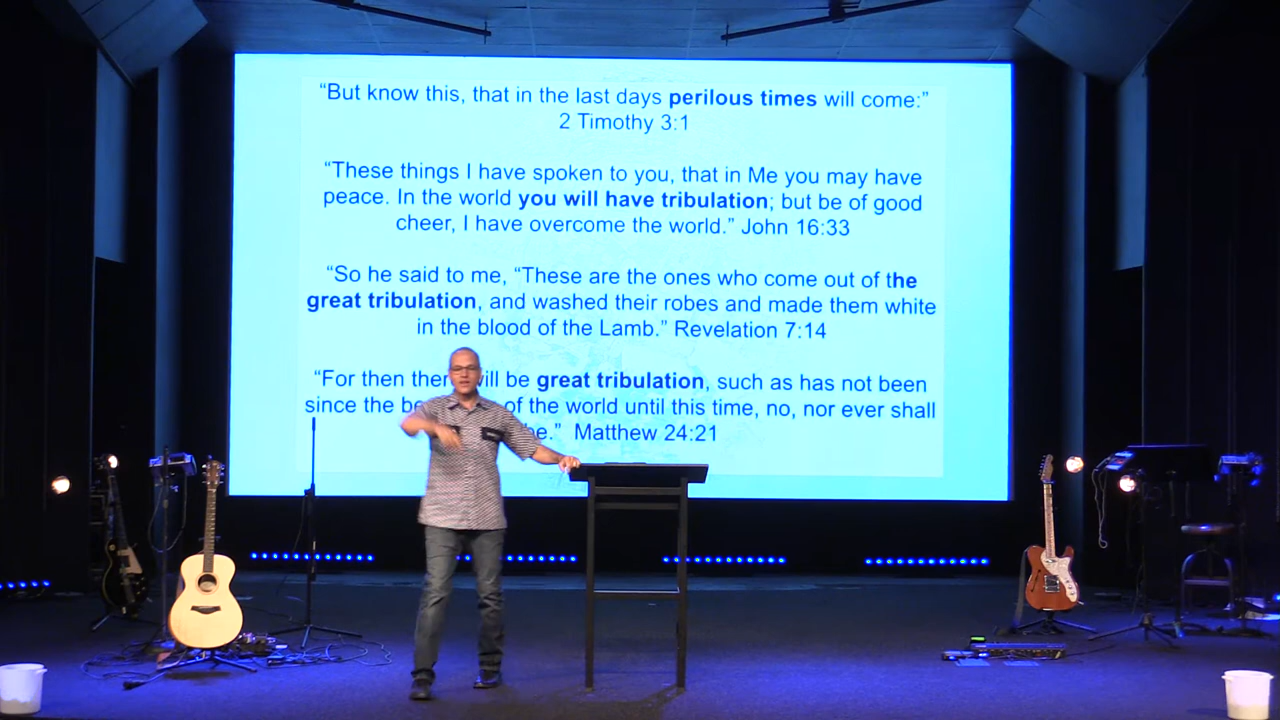 “But know this, that in the last days perilous times will come:”
2 Timothy 3:1
“These things I have spoken to you, that in Me you may have
peace. In the world you will have tribulation; but be of good
cheer, I have overcome the world.” John 16:33
“So he said to me, “These are the ones who come out of the
great tribulation, and washed their robes and made them white
in the blood of the Lamb.” Revelation 7:14
“For then will be great tribulation, such as has not been
since the of the world until this time, no, nor ever shall
be.” Matthew 24:21